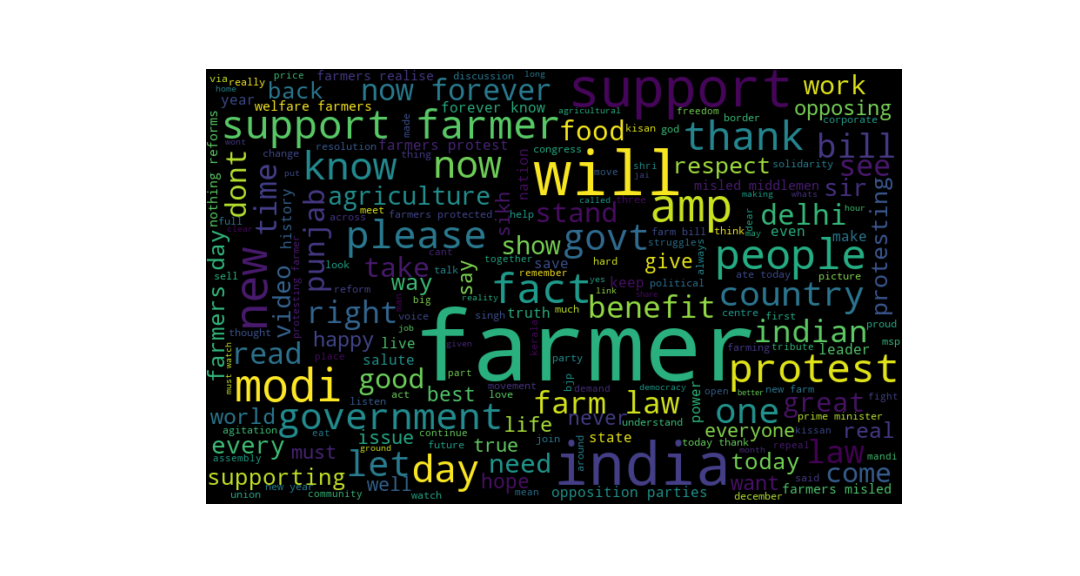 via really
price
farmers realise
discussion
long
home
back
now forever
support
work
year
welfare farmers
forever know
agricultural
freedom
opposing
support farmer
food
kisan
god
border
corporate
made
resolution
farmers protest
thank
bill
nothing reforms
wont
change
thing
know
now
congress
nation
shri
move
jai
will
respect
solidarity
see
dont
time
put
agriculture
misled middlemen
sir
history
punjab
sikh
called
three
making
whats
amp
protesting
meet
across
farmers protected
help
stand
dear
delhi
hour
full
clear
please
show
govt
farm bill
think
day
even
make
struggle
always
new
video
protesting farmer
look
cant
together
save
hard
give
people
farmers day
take
talk
say
remember
sell
way
fact
yes
keep
political
ate today
picture
reform
man
big
reality
link
share
country
right
voice
singh
truth
much
benefit
centre
first
thought
job
farmer
given
kerala
indian
proud
happy
live
party
farming
tribute
leader
msp
read
place
salute
must watch
modi
good
part
bjp
protest
act
best
movement
love
demand
democracy
power
open
better
new farm
fight
listen
farm law
one
great
world
government
life
never
understand
prime minister
agitation
eat
issue
continue
join
state
everyone
kissan
real
every
must
future
true
around
today thank
repeal
assembly
ground
let
day
need
india
month
today
law
said
mandi
supporting
well
hope
want
come
union
new year
community
watch
mean
opposition parties
december
farmers misled